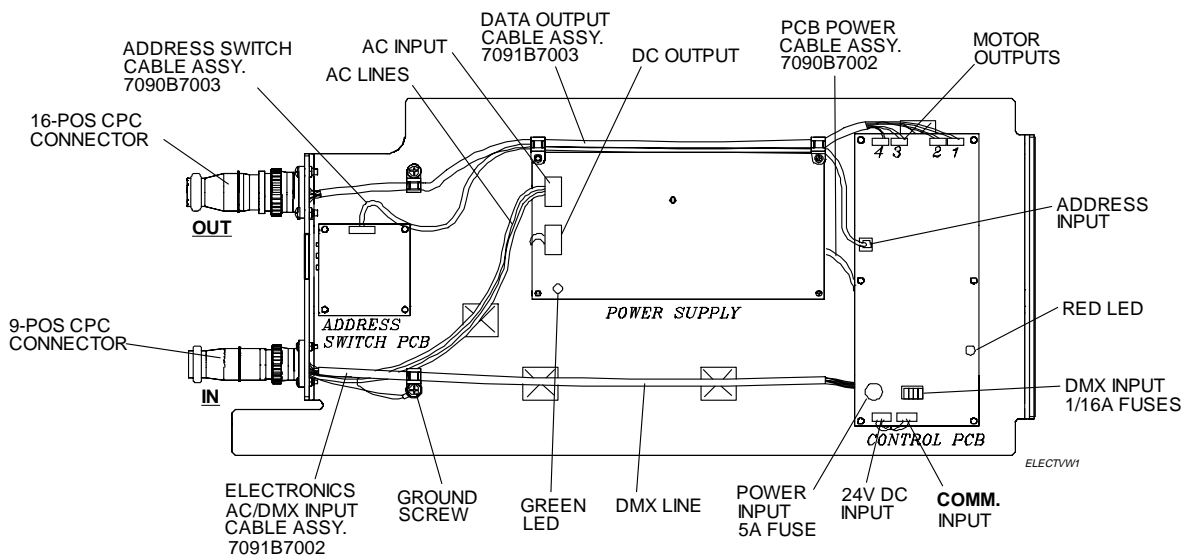 DATA OUTPUT
CABLE ASSY.
7091B7003
ADDRESS SWITCH
CABLE ASSY.
7090B7003
AC INPUT
AC LINES
DC OUTPUT
PCB POWER
CABLE ASSY.
7090B7002
MOTOR
OUTPUTS
16-POS CPC
CONNECTOR
4 3 2 1
OUT
ADDRESS
INPUT
RED LED
POWER SUPPLY
ADDRESS
SWITCH PCB
9-POS CPC
CONNECTOR
IN
DMX INPUT
1/16A FUSES
CONTROL PCB
ELECTVW1
ELECTRONICS
AC/DMX INPUT
CABLE ASSY.
7091B7002
GROUND
SCREW
GREEN
LED
DMX LINE
POWER
INPUT
5A FUSE
24V DC
INPUT
COMM.
INPUT